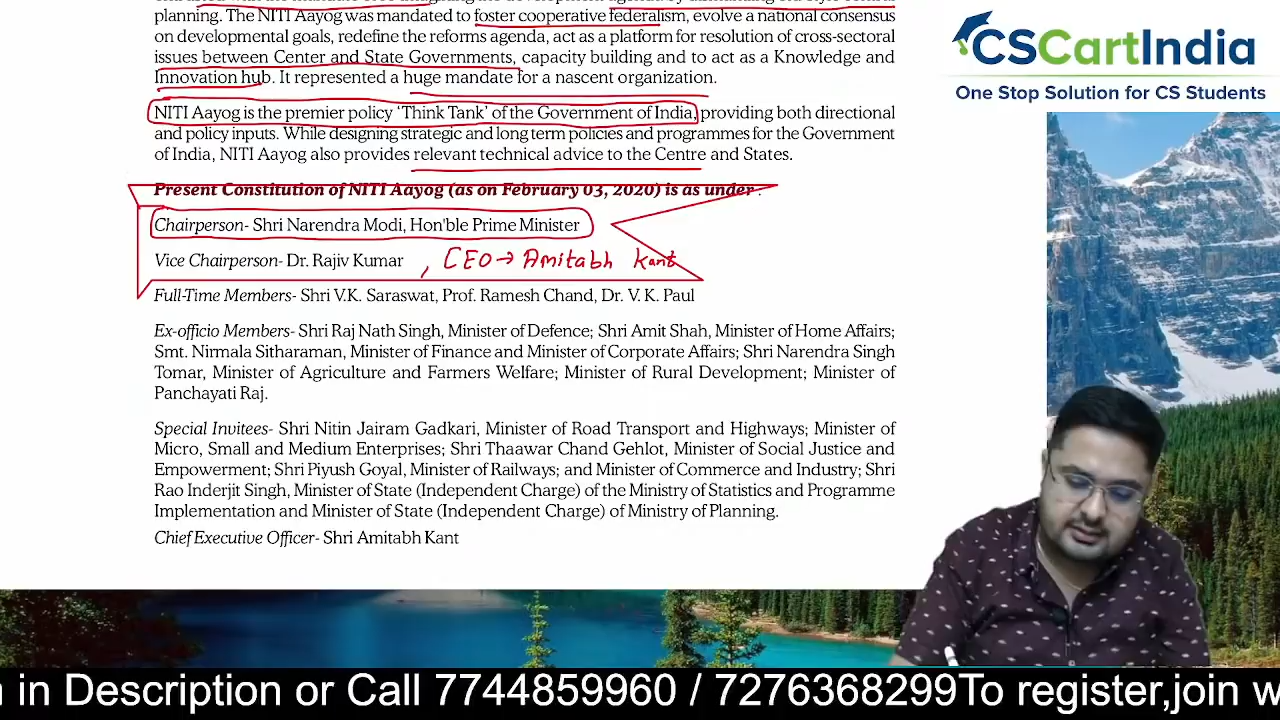 planning. The NITI Aayog was mandated to foster cooperative federalism, evolve a national consensus
on developmental goals, redefine the reforms agenda, act as a platform for resolution of cross-sectoral
issues between Center and State Governments, capacity building and to act as a Knowledge and
Innovation hub. It represented a huge mandate for a nascent organization.
NITI Aayog is the premier policy ‘Think Tank’ of the Government of India, providing both directional
and policy inputs. While designing strategic and long term policies and programmes for the Government
of India, NITI Aayog also provides relevant technical advice to the Centre and States.
Present Constitution of NITI Aayog (as on February 03, 2020) is as under :
Chairperson- Shri Narendra Modi, Hon'ble Prime Minister
Vice Chairperson- Dr. Rajiv Kumar , CEO → Amitabh Kant
Full-Time Members- Shri V.K. Saraswat, Prof. Ramesh Chand, Dr. V. K. Paul
Ex-officio Members- Shri Raj Nath Singh, Minister of Defence; Shri Amit Shah, Minister of Home Affairs;
Smt. Nirmala Sitharaman, Minister of Finance and Minister of Corporate Affairs; Shri Narendra Singh
Tomar, Minister of Agriculture and Farmers Welfare; Minister of Rural Development; Minister of
Panchayati Raj.
Special Invitees- Shri Nitin Jairam Gadkari, Minister of Road Transport and Highways; Minister of
Micro, Small and Medium Enterprises; Shri Thaawar Chand Gehlot, Minister of Social Justice and
Empowerment; Shri Piyush Goyal, Minister of Railways; and Minister of Commerce and Industry; Shri
Rao Inderjit Singh, Minister of State (Independent Charge) of the Ministry of Statistics and Programme
Implementation and Minister of State (Independent Charge) of Ministry of Planning.
Chief Executive Officer- Shri Amitabh Kant
CSCartIndia
One Stop Solution for CS Students
in Description or Call 7744859960 / 7276368299To register,join w